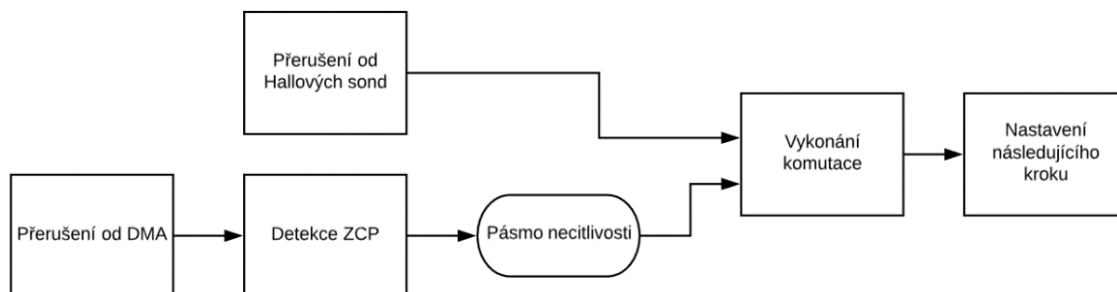 Přerušení od
Hallových sond
Vykonání
komutace
Nastavení
následujícího
kroku
Přerušení od DMA
Detekce ZCP
Pásmo necitlivosti